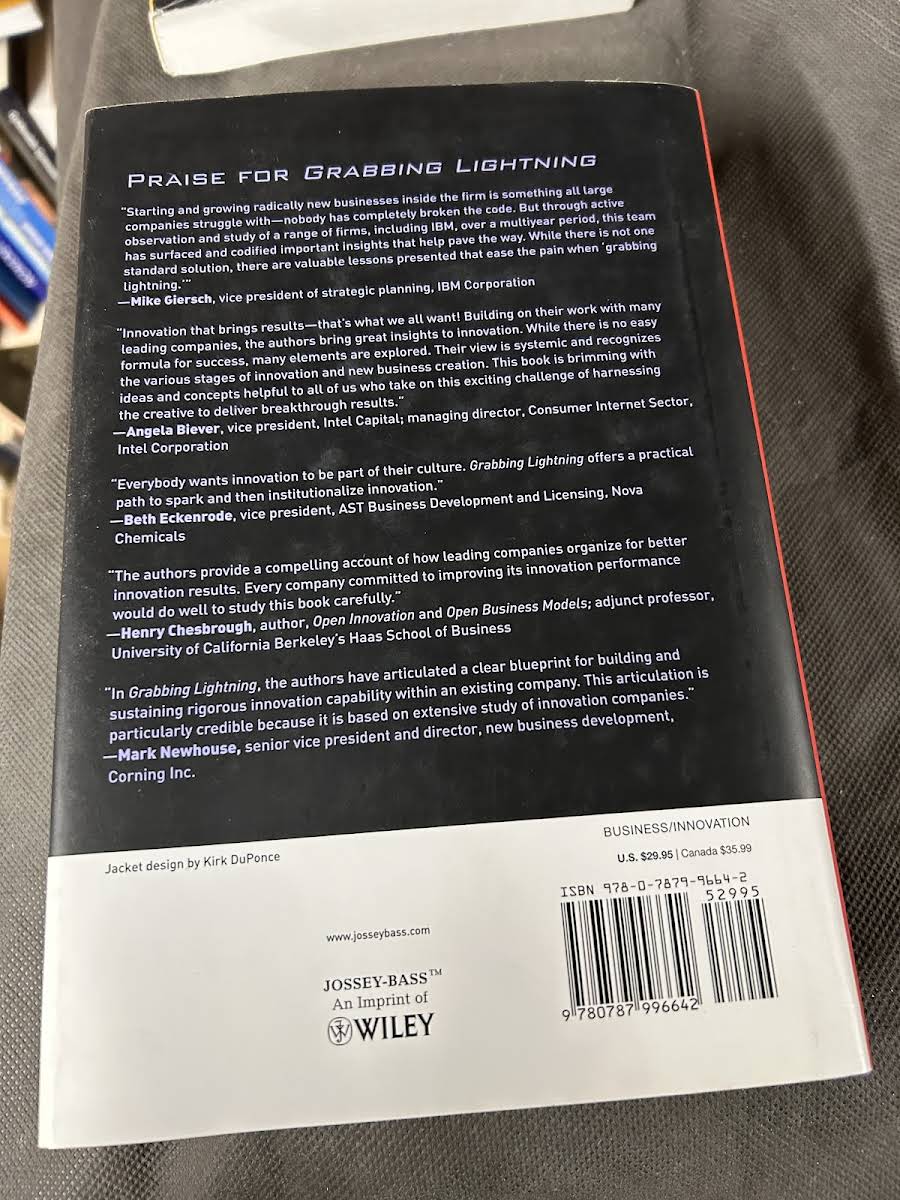 PRAISE FOR GRABBING LIGHTNING
"Starting and growing radically new businesses inside the firm is something all large
companies struggle with—nobody has completely broken the code. But through active
observation and study of a range of firms, including IBM, over a multiyear period, this team
has surfaced and codified important insights that help pave the way. While there is not one
standard solution, there are valuable lessons presented that ease the pain when 'grabbing
lightning.'"
—Mike Giersch, vice president of strategic planning, IBM Corporation
"Innovation that brings results—that's what we all want! Building on their work with many
leading companies, the authors bring great insights to innovation. While there is no easy
formula for success, many elements are explored. Their view is systemic and recognizes
the various stages of innovation and new business creation. This book is brimming with
ideas and concepts helpful to all of us who take on this exciting challenge of harnessing
the creative to deliver breakthrough results."
—Angela Biever, vice president, Intel Capital; managing director, Consumer Internet Sector,
Intel Corporation
"Everybody wants innovation to be part of their culture. Grabbing Lightning offers a practical
path to spark and then institutionalize innovation."
—Beth Eckenrode, vice president, AST Business Development and Licensing, Nova
Chemicals
"The authors provide a compelling account of how leading companies organize for better
innovation results. Every company committed to improving its innovation performance
would do well to study this book carefully."
—Henry Chesbrough, author, Open Innovation and Open Business Models; adjunct professor,
University of California Berkeley's Haas School of Business
"In Grabbing Lightning, the authors have articulated a clear blueprint for building and
sustaining rigorous innovation capability within an existing company. This articulation is
particularly credible because it is based on extensive study of innovation companies."
—Mark Newhouse, senior vice president and director, new business development,
Corning Inc.
Jacket design by Kirk DuPonce
BUSINESS/INNOVATION
U.S. $29.95 | Canada $35.99
ISBN 978-0-7879-9664-2
52995
9 780787 996642
www.josseybass.com
JOSSEY-BASS™
An Imprint of
WILEY